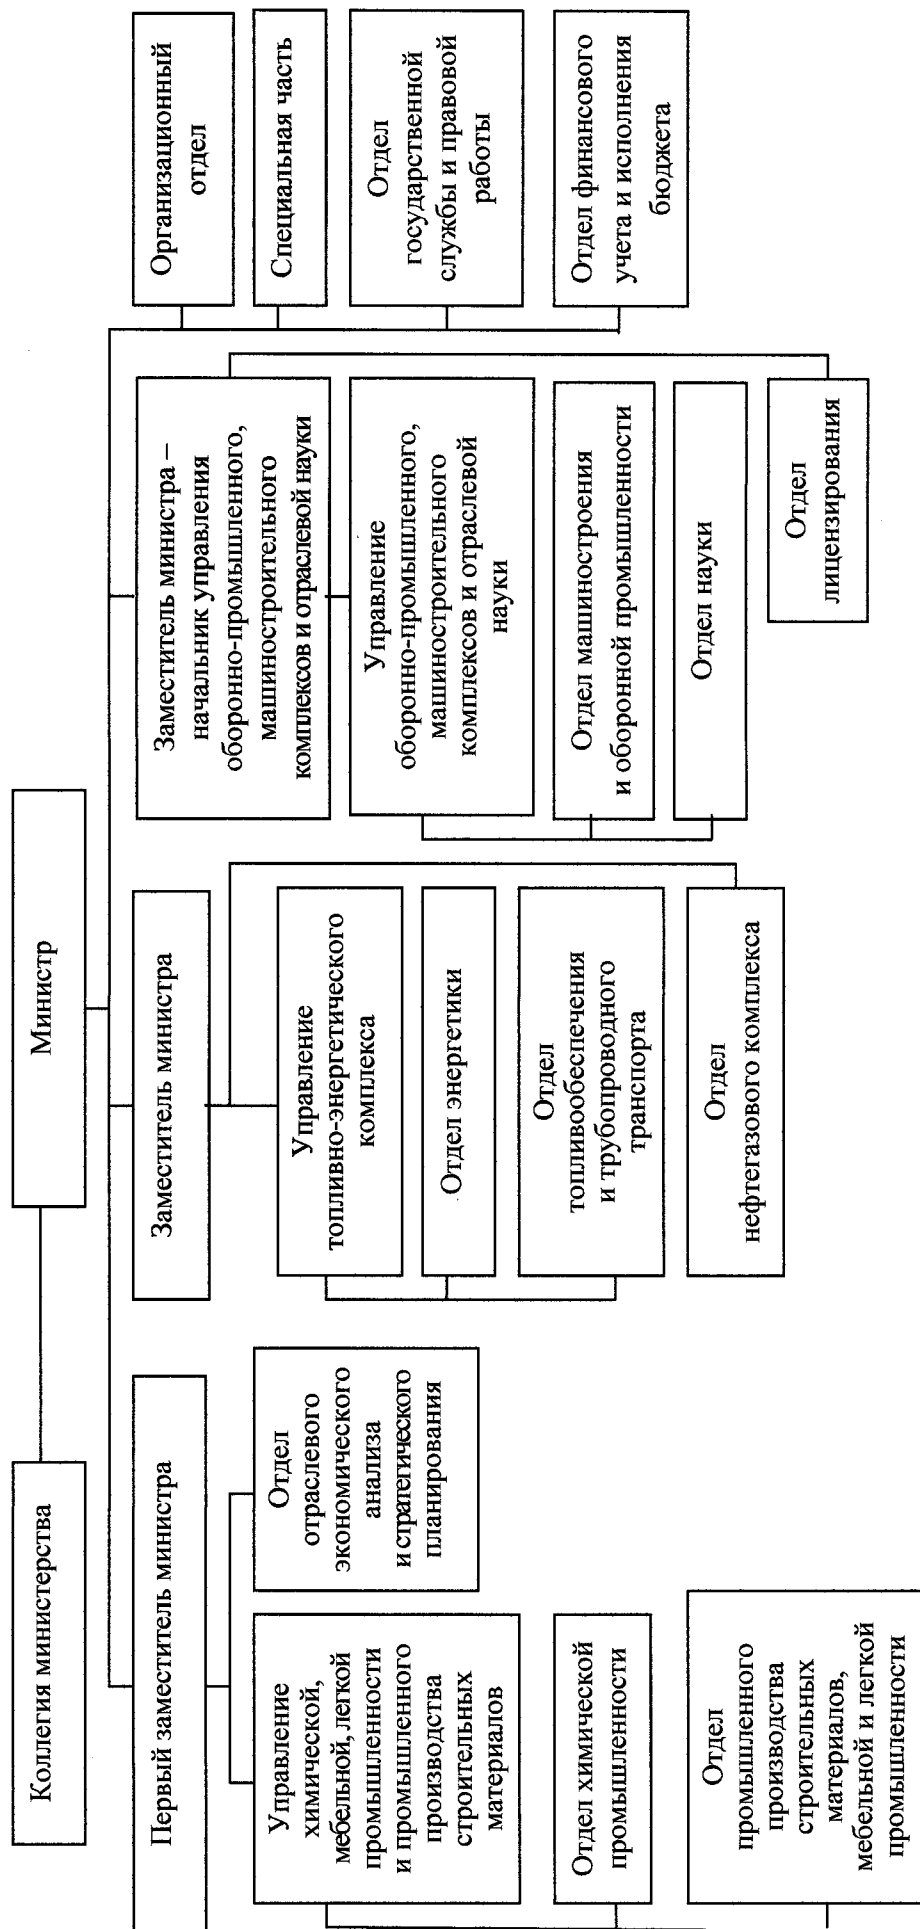 Коллегия министерства
Министр
Первый заместитель министра
Управление
химической,
мебельной, легкой
промышленности
и промышленного
производства
строительных
материалов
Отдел химической
промышленности
Отдел
промышленного
производства
строительных
материалов,
мебельной и легкой
промышленности
Отдел
отраслевого
экономического
анализа
и стратегического
планирования
Заместитель министра
Управление
топливно-энергетического
комплекса
Отдел энергетики
Отдел
топливообеспечения
и трубопроводного
транспорта
Отдел
нефтегазового комплекса
Заместитель министра –
начальник управления
оборонно-промышленного,
машиностроительного
комплексов и отраслевой науки
Управление
оборонно-промышленного,
машиностроительного
комплексов и отраслевой
науки
Отдел машиностроения
и оборонной промышленности
Отдел науки
Отдел
лицензирования
Организационный
отдел
Специальная часть
Отдел
государственной
службы и правовой
работы
Отдел финансового
учета и исполнения
бюджета